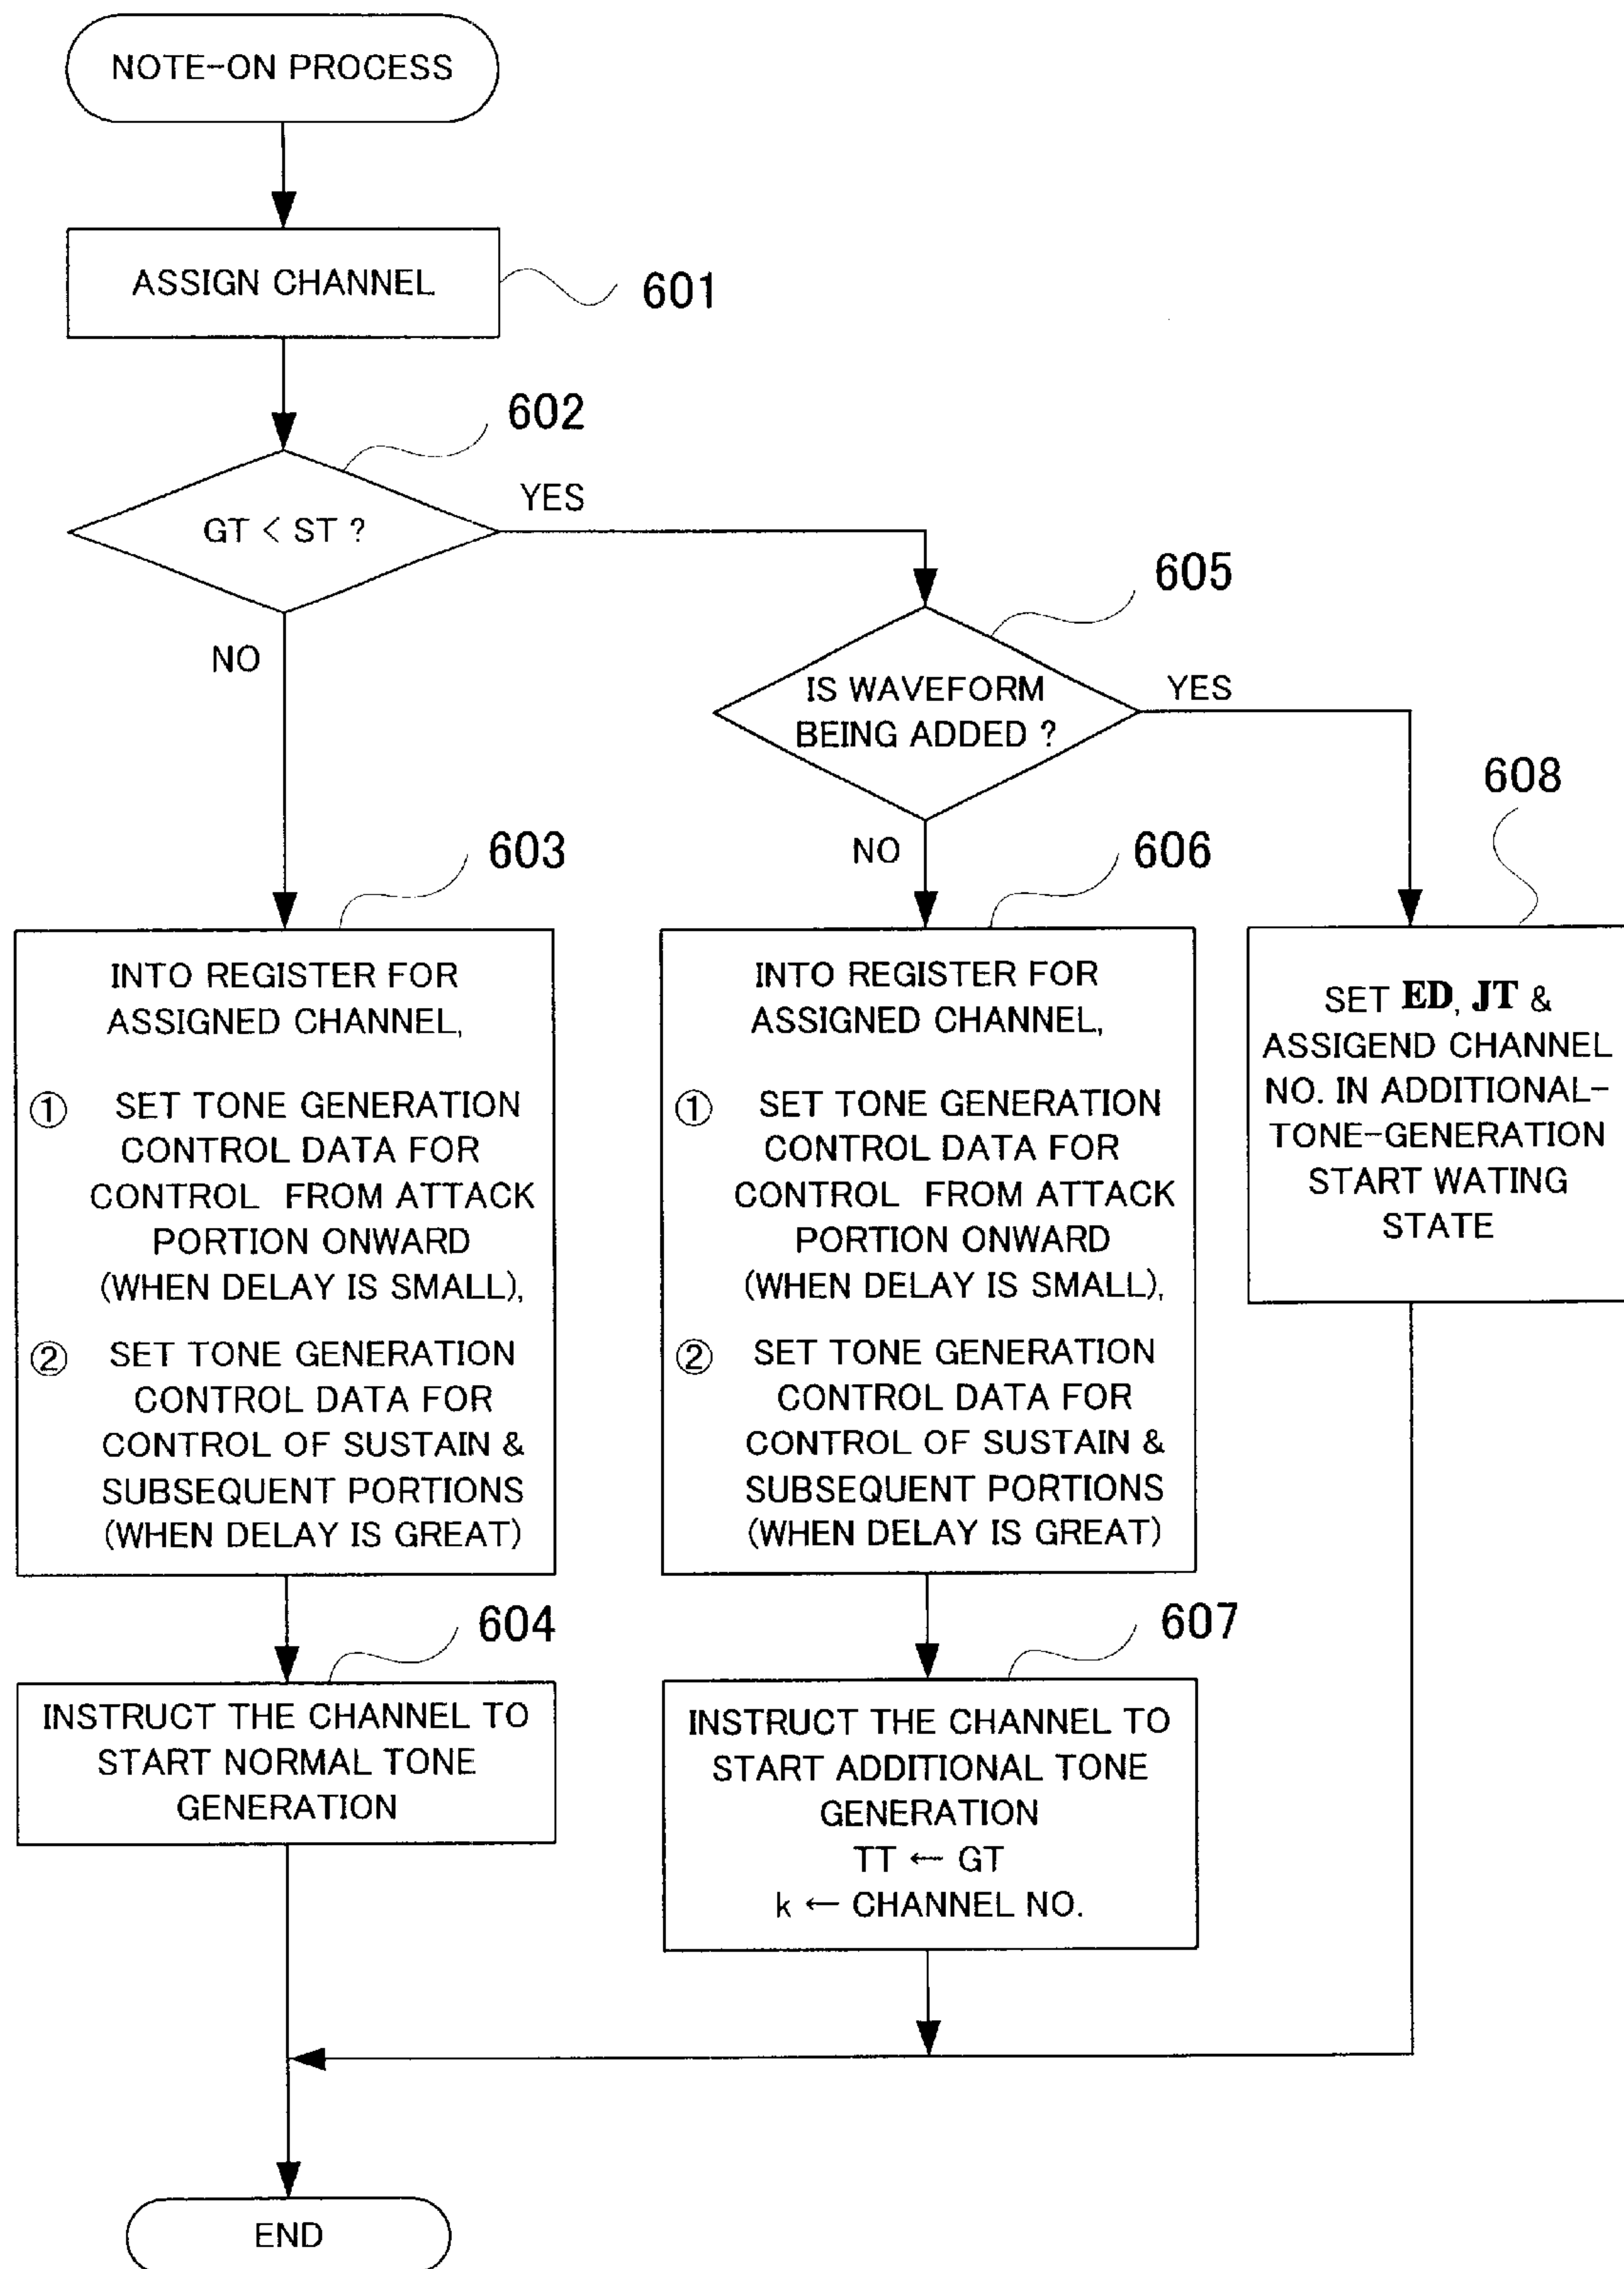 NOTE-ON PROCESS
ASSIGN CHANNEL
601
602
GT < ST ?
YES
NO
605
IS WAVEFORM
BEING ADDED ?
YES
NO
603
INTO REGISTER FOR
ASSIGNED CHANNEL,
① SET TONE GENERATION
CONTROL DATA FOR
CONTROL FROM ATTACK
PORTION ONWARD
(WHEN DELAY IS SMALL),
② SET TONE GENERATION
CONTROL DATA FOR
CONTROL OF SUSTAIN &
SUBSEQUENT PORTIONS
(WHEN DELAY IS GREAT)
604
INSTRUCT THE CHANNEL TO
START NORMAL TONE
GENERATION
606
INTO REGISTER FOR
ASSIGNED CHANNEL,
① SET TONE GENERATION
CONTROL DATA FOR
CONTROL FROM ATTACK
PORTION ONWARD
(WHEN DELAY IS SMALL),
② SET TONE GENERATION
CONTROL DATA FOR
CONTROL OF SUSTAIN &
SUBSEQUENT PORTIONS
(WHEN DELAY IS GREAT)
607
INSTRUCT THE CHANNEL TO
START ADDITIONAL TONE
GENERATION
TT ← GT
k ← CHANNEL NO.
608
SET ED, JT &
ASSIGEND CHANNEL
NO. IN ADDITIONAL-
TONE-GENERATION
START WATING
STATE
END